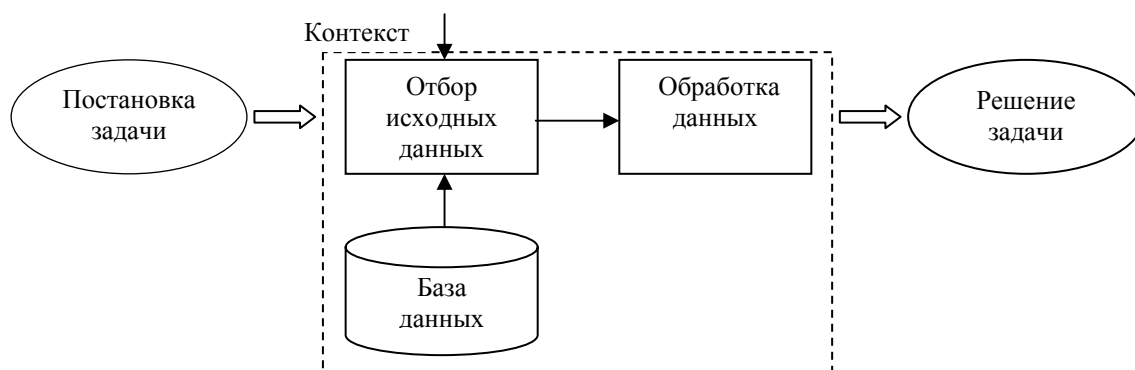 Контекст
Постановка
задачи
Отбор
исходных
данных
Обработка
данных
Решение
задачи
База
данных